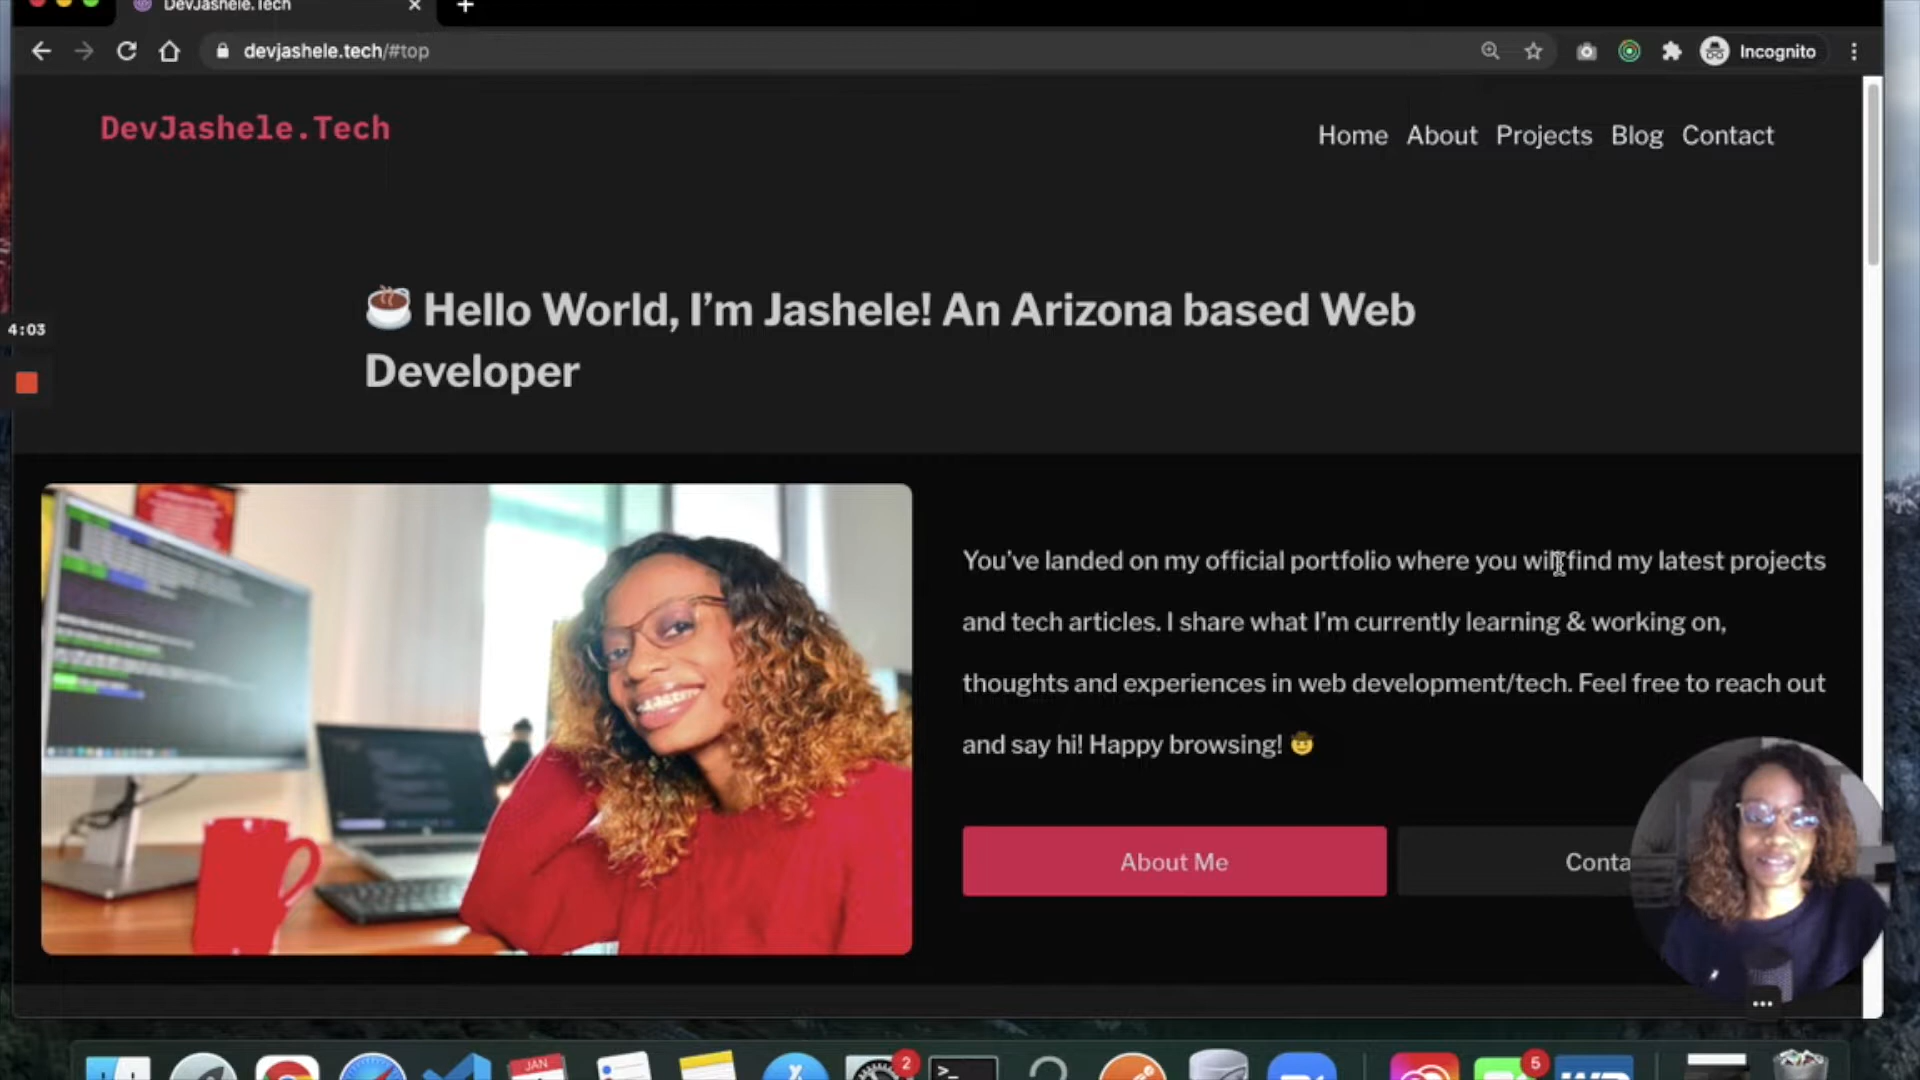 DevJashele.Tech
devjashele.tech/#top
Incognito
DevJashele.Tech
Home About Projects Blog Contact
Hello World, I'm Jashele! An Arizona based Web
Developer
4:03
You've landed on my official portfolio where you will find my latest projects
and tech articles. I share what I'm currently learning & working on,
thoughts and experiences in web development/tech. Feel free to reach out
and say hi! Happy browsing! 🤠
About Me
Conta
JAN
2
5